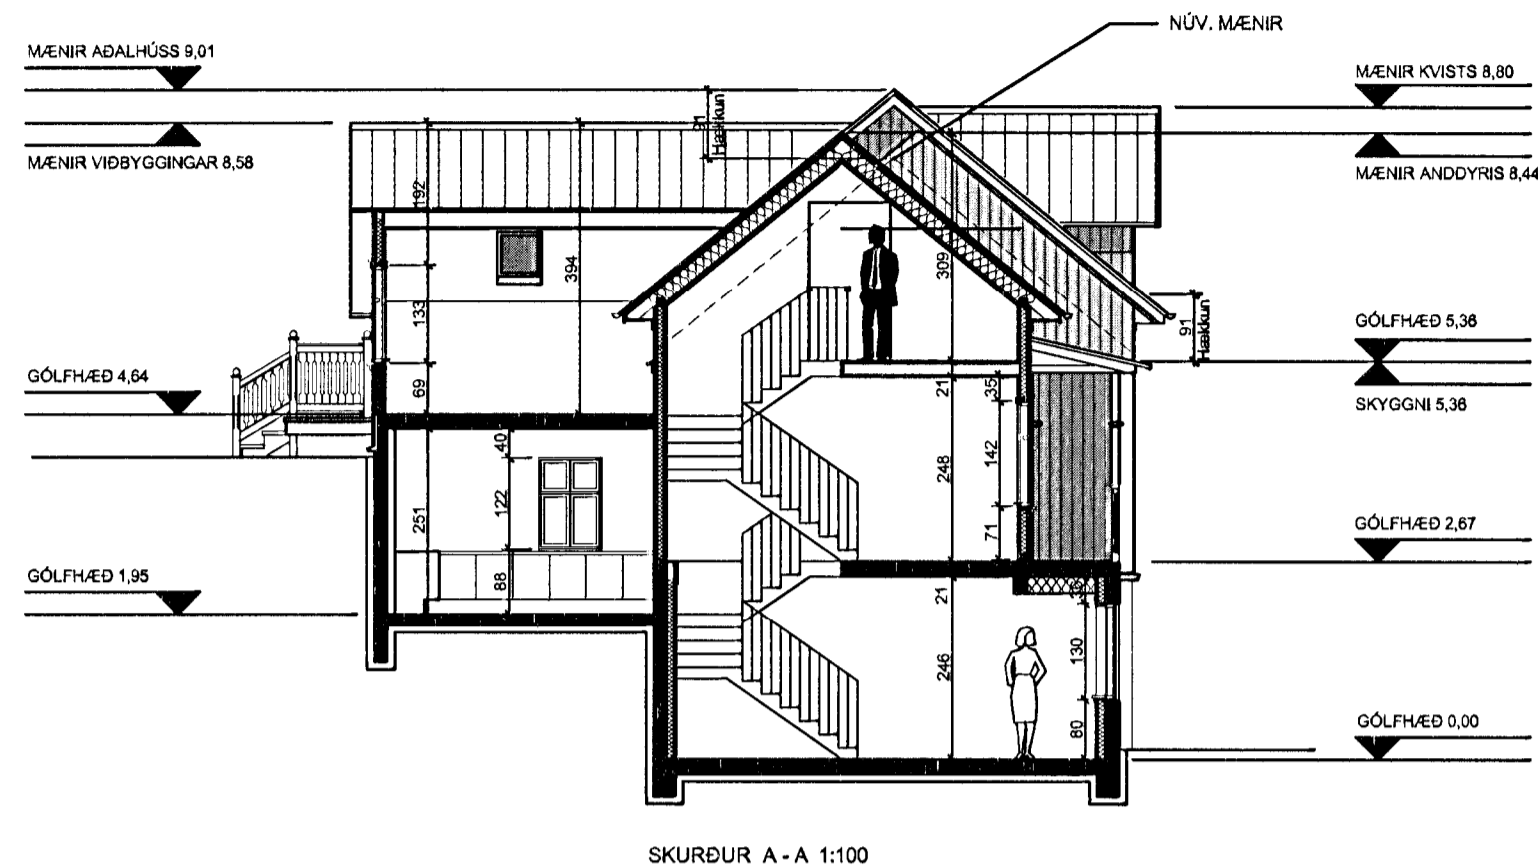 NÚV. MÆNIR
MÆNIR AÐALHÚSS 9,01
MÆNIR KVISTS 8,80
MÆNIR VIÐBYGGINGAR 8,58
MÆNIR ANDDYRIS 8,44
91
Hækkun
192
394
133
69
309
91
Hækkun
GÓLFHÆÐ 5,36
SKYGGNI 5,36
GÓLFHÆÐ 4,64
21
35
40
122
251
88
248
142
71
GÓLFHÆÐ 2,67
GÓLFHÆÐ 1,95
21
246
130
80
GÓLFHÆÐ 0,00
SKURÐUR A - A 1:100